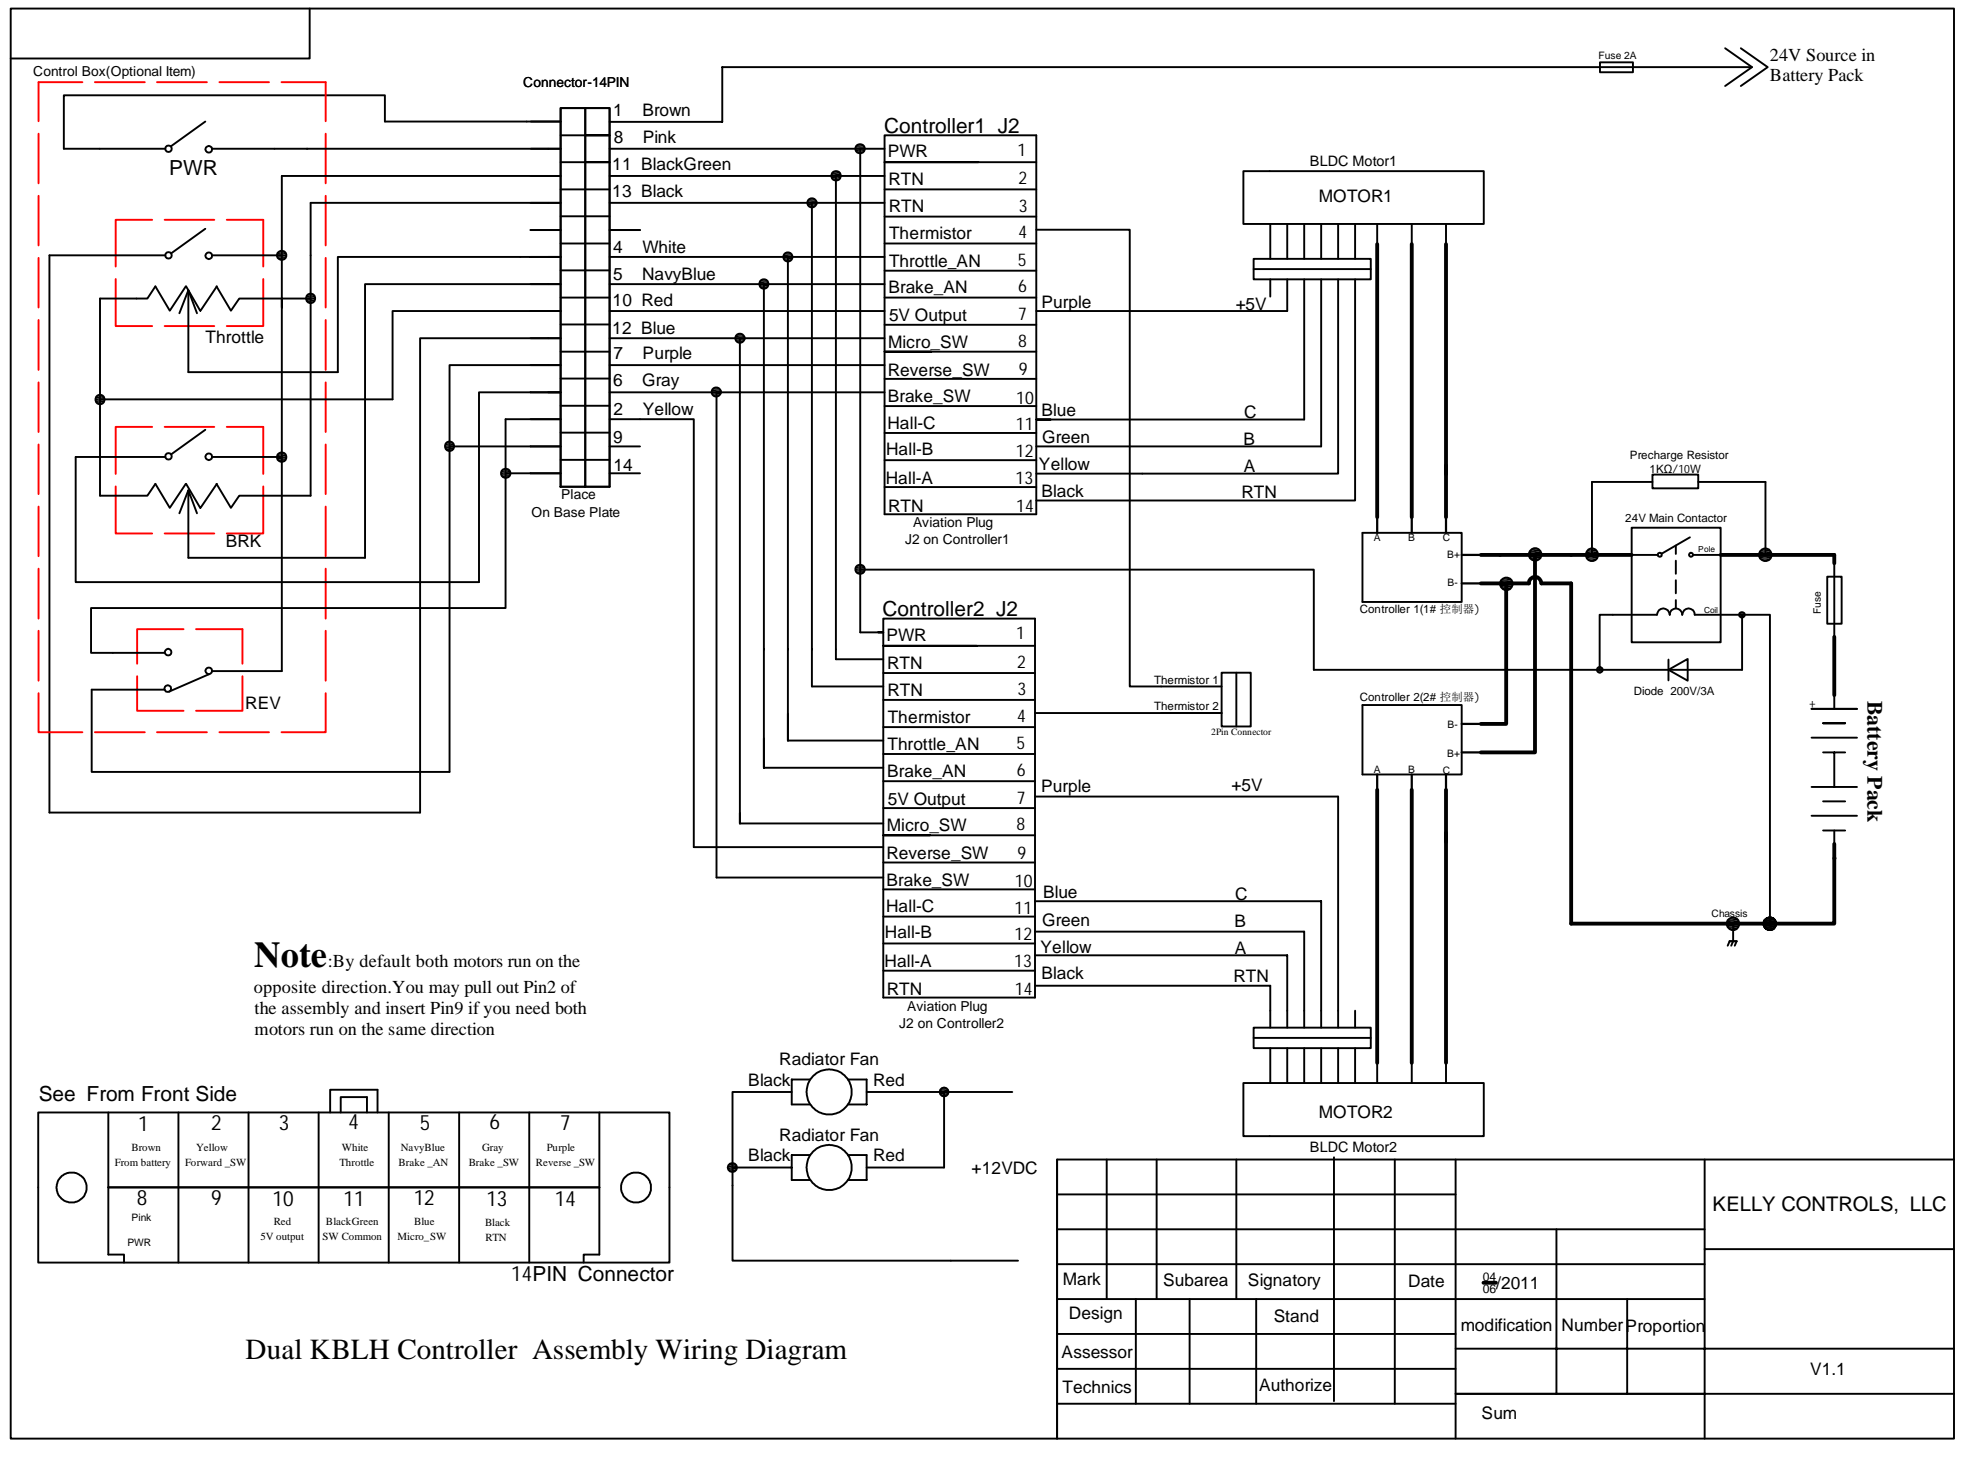 Control Box(Optional Item)
PWR
Throttle
BRK
REV
Connector-14PIN
1 Brown
8 Pink
11 BlackGreen
13 Black
4 White
5 NavyBlue
10 Red
12 Blue
7 Purple
6 Gray
2 Yellow
9
14
Place
On Base Plate
Fuse 2A
24V Source in
Battery Pack
Controller1 J2
PWR 1
RTN 2
RTN 3
Thermistor 4
Throttle_AN 5
Brake_AN 6
5V Output 7
Micro_SW 8
Reverse_SW 9
Brake_SW 10
Hall-C 11
Hall-B 12
Hall-A 13
RTN 14
Aviation Plug
J2 on Controller1
Purple +5V
Blue C
Green B
Yellow A
Black RTN
BLDC Motor1
MOTOR1
A B C
B+
B-
Controller 1(1# 控制器)
Precharge Resistor
1KΩ/10W
24V Main Contactor
Pole
Coil
Diode 200V/3A
Fuse
+
Battery Pack
Chassis
Controller 2(2# 控制器)
B-
B+
A B C
Thermistor 1
Thermistor 2
2Pin Connector
Controller2 J2
PWR 1
RTN 2
RTN 3
Thermistor 4
Throttle_AN 5
Brake_AN 6
5V Output 7
Micro_SW 8
Reverse_SW 9
Brake_SW 10
Hall-C 11
Hall-B 12
Hall-A 13
RTN 14
Aviation Plug
J2 on Controller2
Purple +5V
Blue C
Green B
Yellow A
Black RTN
MOTOR2
BLDC Motor2
Note:By default both motors run on the
opposite direction.You may pull out Pin2 of
the assembly and insert Pin9 if you need both
motors run on the same direction
See From Front Side
1 2 3 4 5 6 7
Brown Yellow White NavyBlue Gray Purple
From battery Forward _SW Throttle Brake _AN Brake _SW Reverse _SW
8 9 10 11 12 13 14
Pink Red BlackGreen Blue Black
PWR 5V output SW Common Micro_SW RTN
14PIN Connector
Radiator Fan
Black Red
Radiator Fan
Black Red
+12VDC
Dual KBLH Controller Assembly Wiring Diagram
KELLY CONTROLS, LLC
Mark Subarea Signatory Date 04/06/2011
Design Stand
modification Number Proportion
Assessor
Technics Authorize
V1.1
Sum